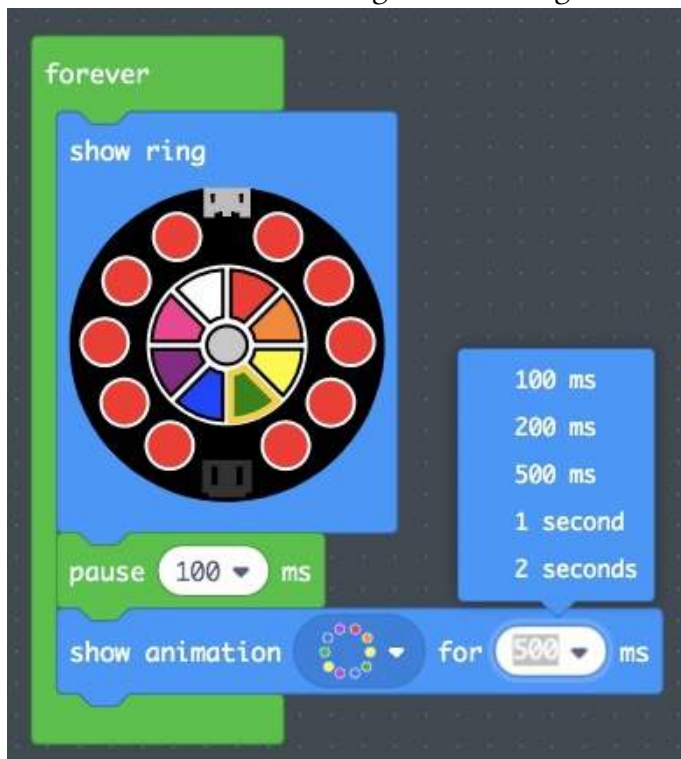 forever
show ring
100 ms
200 ms
500 ms
1 second
2 seconds
pause 100 ms
show animation for 500 ms